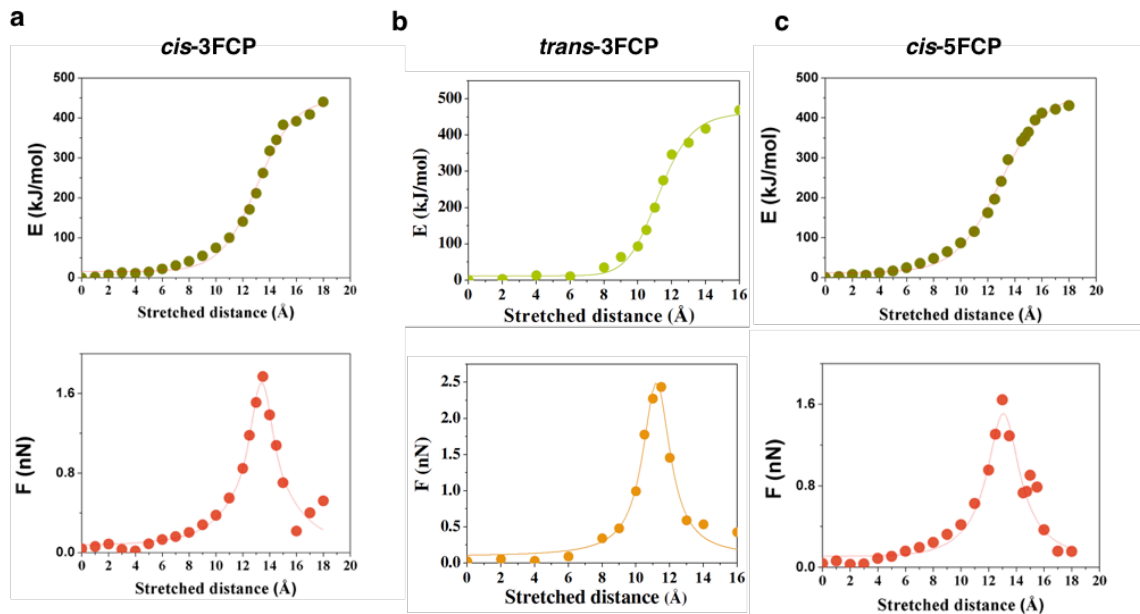 a
cis-3FCP
b
trans-3FCP
c
cis-5FCP
500
400
300
200
100
0
E (kJ/mol)
0 2 4 6 8 10 12 14 16 18 20
Stretched distance (Å)
500
400
300
200
100
0
E (kJ/mol)
0 2 4 6 8 10 12 14 16
Stretched distance (Å)
500
400
300
200
100
0
E (kJ/mol)
0 2 4 6 8 10 12 14 16 18 20
Stretched distance (Å)
1.6
0.8
0.0
F (nN)
0 2 4 6 8 10 12 14 16 18 20
Stretched distance (Å)
2.5
2.0
1.5
1.0
0.5
0.0
F (nN)
0 2 4 6 8 10 12 14 16
Stretched distance (Å)
1.6
0.8
0.0
F (nN)
0 2 4 6 8 10 12 14 16 18 20
Stretched distance (Å)